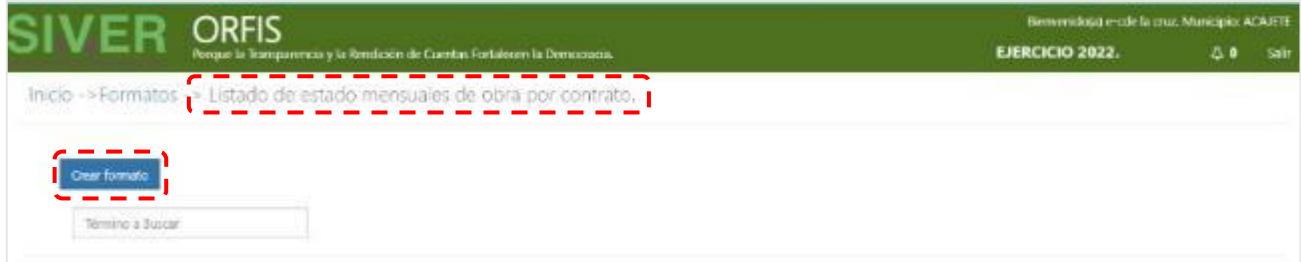 SIVER ORFIS
Porque la Transparencia y la Rendición de Cuentas Fortalecen la Democracia.
Bienvenido(a) e-cde la cruz. Municipio: ACAJETE
EJERCICIO 2022. 0 Salir
Inicio ->Formatos -> Listado de estado mensuales de obra por contrato.
Crear formato
Término a Buscar